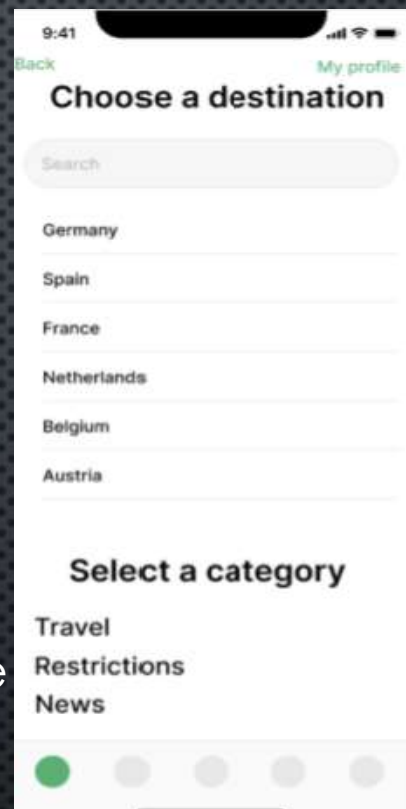 9:41
Back
My profile
Choose a destination
Search
Germany
Spain
France
Netherlands
Belgium
Austria
Select a category
Travel
Restrictions
News